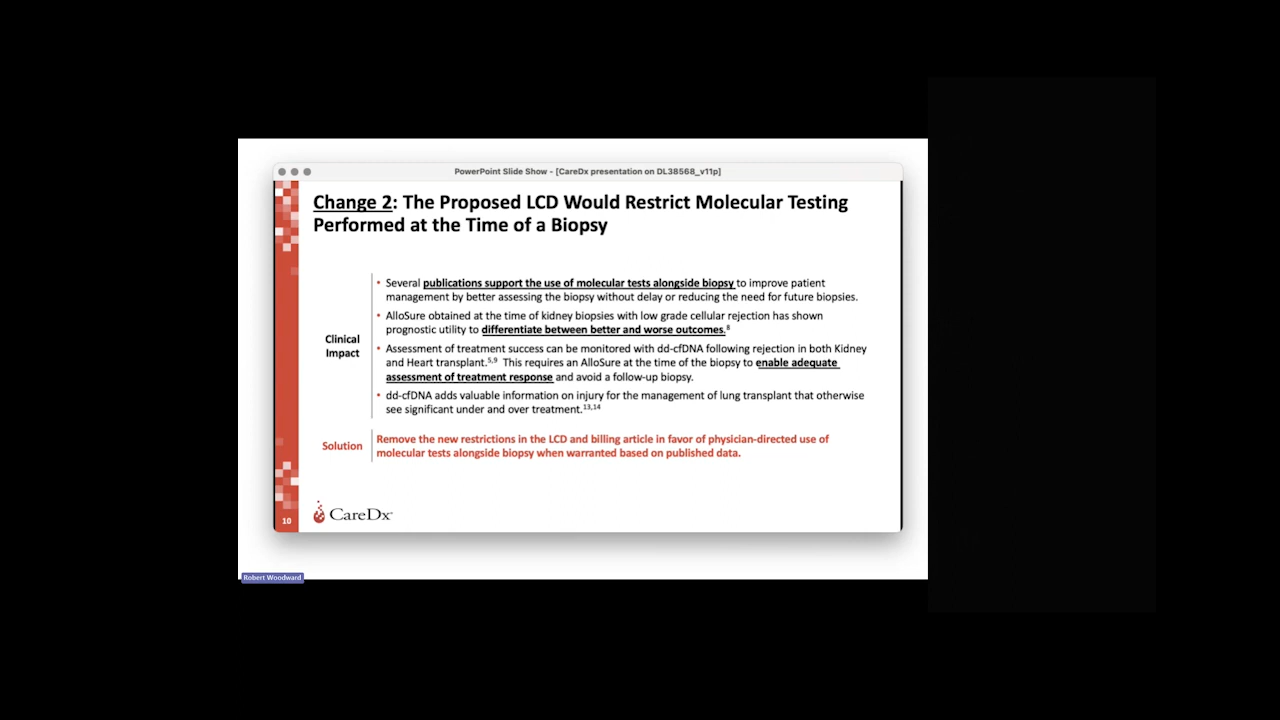 PowerPoint Slide Show - [CareDx presentation on DL38568_v11p]
Change 2: The Proposed LCD Would Restrict Molecular Testing
Performed at the Time of a Biopsy
• Several publications support the use of molecular tests alongside biopsy to improve patient
management by better assessing the biopsy without delay or reducing the need for future biopsies.
• AlloSure obtained at the time of kidney biopsies with low grade cellular rejection has shown
prognostic utility to differentiate between better and worse outcomes.8
Clinical
Impact
• Assessment of treatment success can be monitored with dd-cfDNA following rejection in both Kidney
and Heart transplant.5,9 This requires an AlloSure at the time of the biopsy to enable adequate
assessment of treatment response and avoid a follow-up biopsy.
• dd-cfDNA adds valuable information on injury for the management of lung transplant that otherwise
see significant under and over treatment.13,14
Solution
Remove the new restrictions in the LCD and billing article in favor of physician-directed use of
molecular tests alongside biopsy when warranted based on published data.
10
CareDx
Robert Woodward